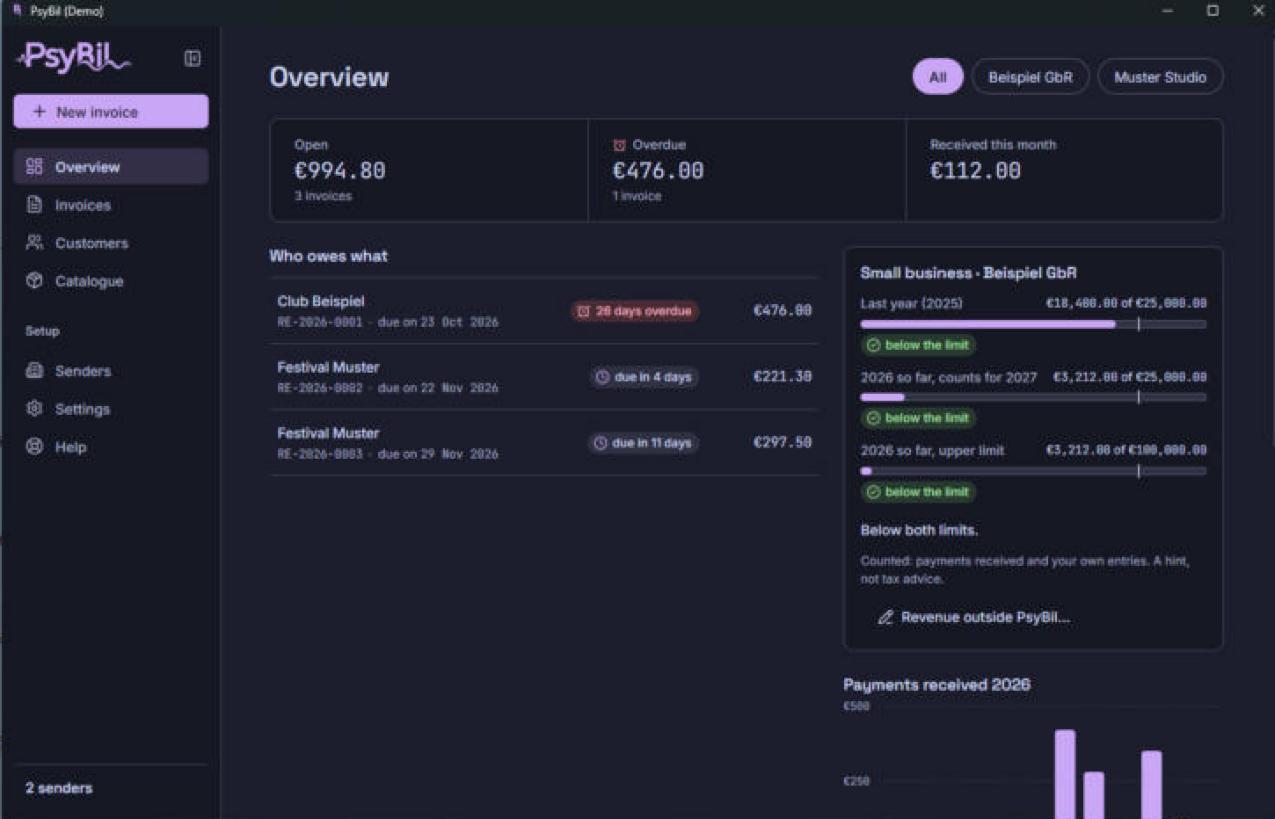 PsyBil (Demo)
PsyBil
+ New invoice
Overview
Invoices
Customers
Catalogue
Setup
Senders
Settings
Help
2 senders
Overview
All
Beispiel GbR
Muster Studio
Open
€994.80
3 invoices
Overdue
€476.00
1 invoice
Received this month
€112.00
Who owes what
Club Beispiel
26 days overdue
€476.00
RE-2026-0001 · due on 23 Oct 2026
Festival Muster
due in 4 days
€221.30
RE-2026-0002 · due on 22 Nov 2026
Festival Muster
due in 11 days
€297.50
RE-2026-0003 · due on 29 Nov 2026
Small business · Beispiel GbR
Last year (2025) €18,400.00 of €25,000.00
below the limit
2026 so far, counts for 2027 €3,212.00 of €25,000.00
below the limit
2026 so far, upper limit €3,212.00 of €100,000.00
below the limit
Below both limits.
Counted: payments received and your own entries. A hint,
not tax advice.
Revenue outside PsyBil...
Payments received 2026
€500
€250